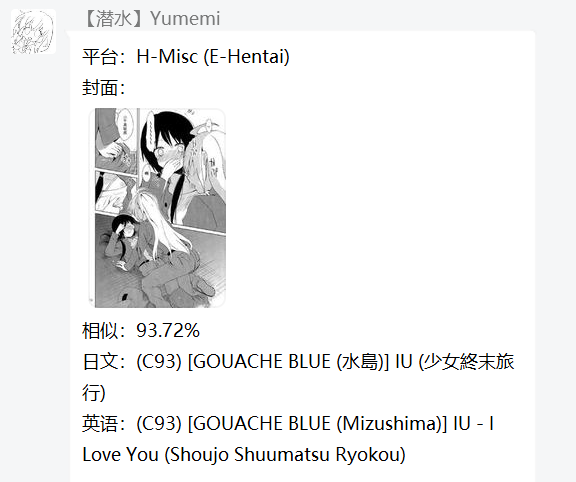 【潜水】Yumemi
平台：H-Misc (E-Hentai)
封面：
相似：93.72%
日文：(C93) [GOUACHE BLUE (水島)] IU (少女終末旅
行)
英语：(C93) [GOUACHE BLUE (Mizushima)] IU - I
Love You (Shoujo Shuumatsu Ryokou)